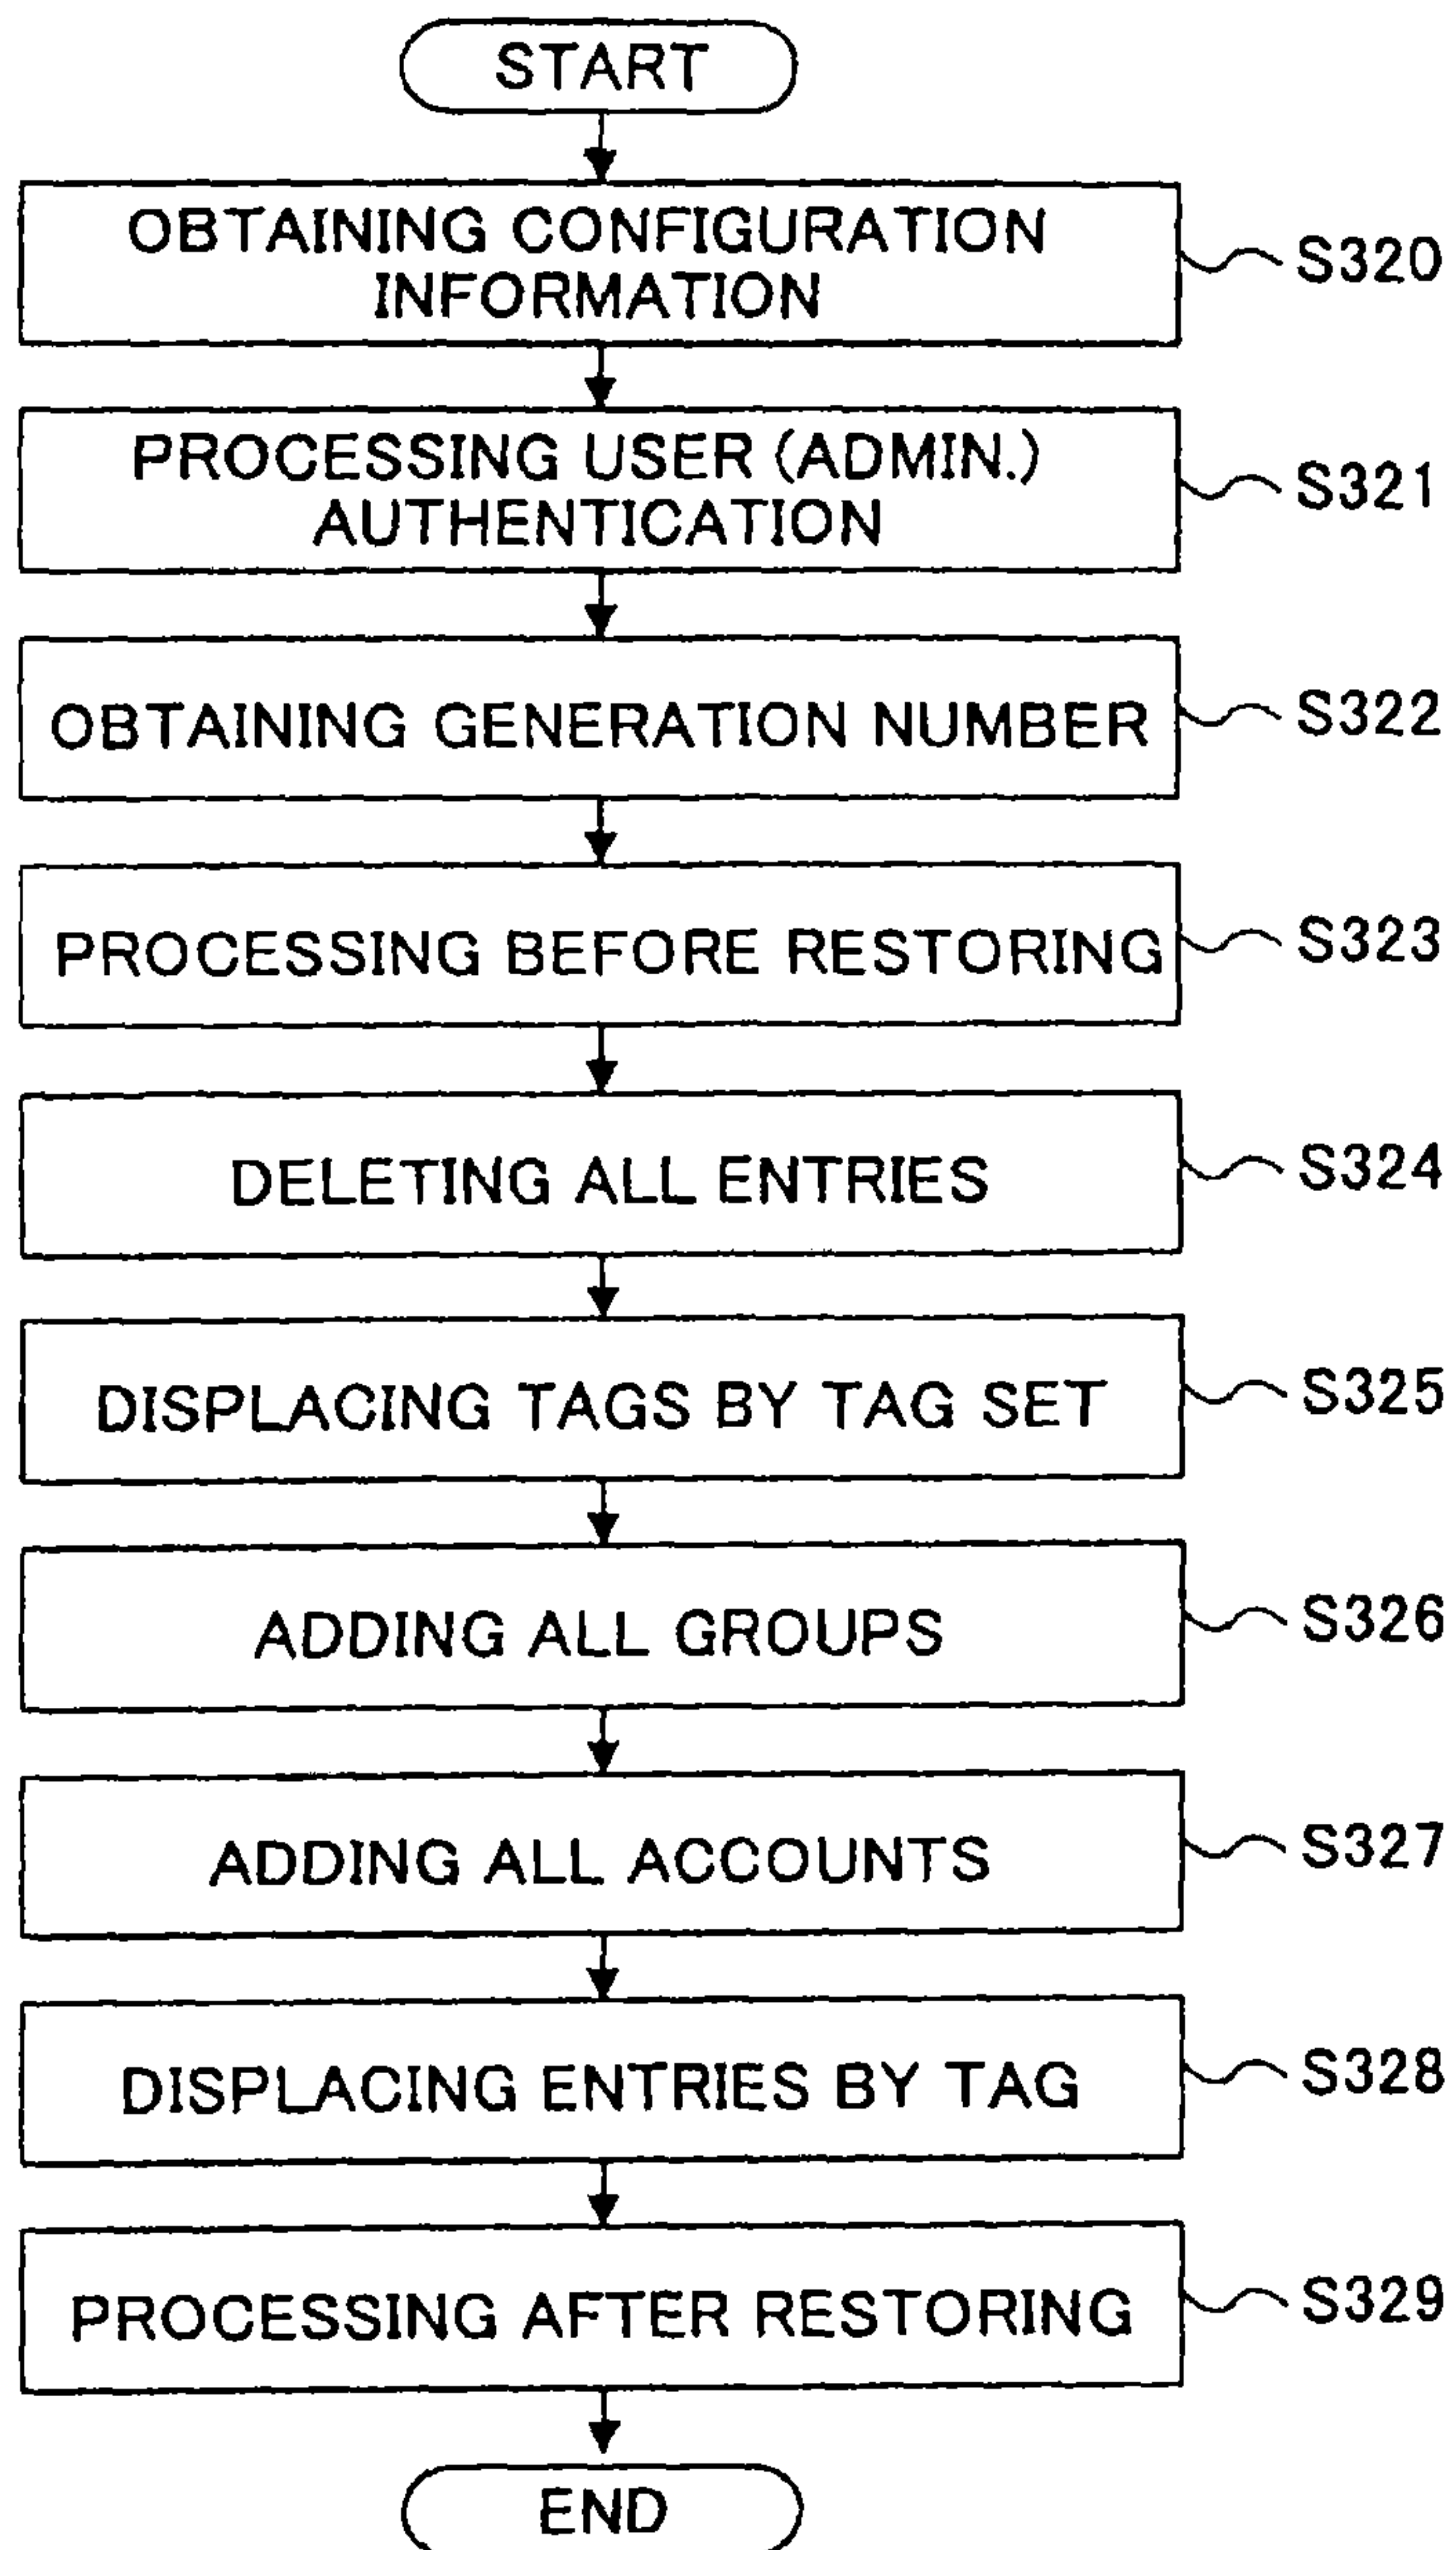 START
OBTAINING CONFIGURATION
INFORMATION
S320
PROCESSING USER (ADMIN.)
AUTHENTICATION
S321
OBTAINING GENERATION NUMBER
S322
PROCESSING BEFORE RESTORING
S323
DELETING ALL ENTRIES
S324
DISPLACING TAGS BY TAG SET
S325
ADDING ALL GROUPS
S326
ADDING ALL ACCOUNTS
S327
DISPLACING ENTRIES BY TAG
S328
PROCESSING AFTER RESTORING
S329
END